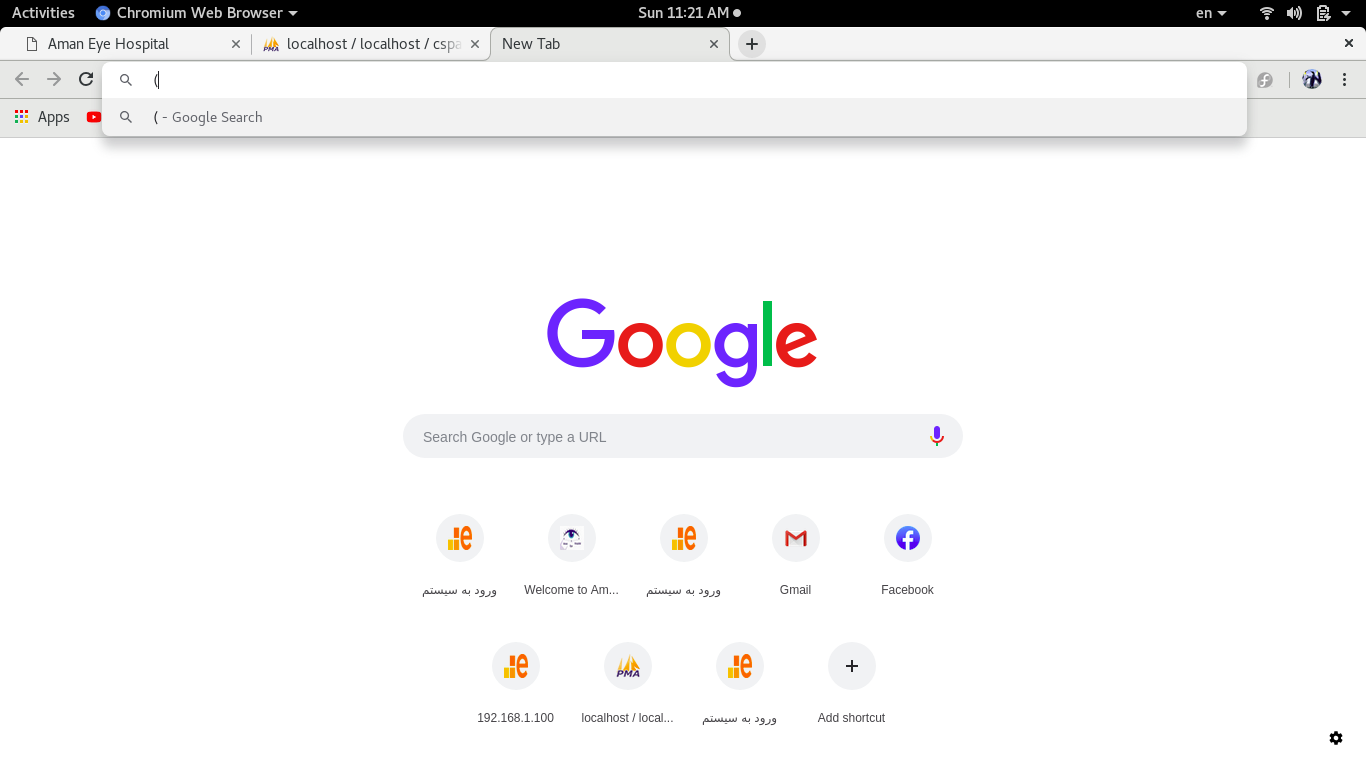 Activities Chromium Web Browser Sun 11:21 AM en
Aman Eye Hospital localhost / localhost / cspa New Tab
(
Apps ( - Google Search
Google
Search Google or type a URL
ورود به سیستم Welcome to Am... ورود به سیستم Gmail Facebook
PMA
192.168.1.100 localhost / local... ورود به سیستم Add shortcut